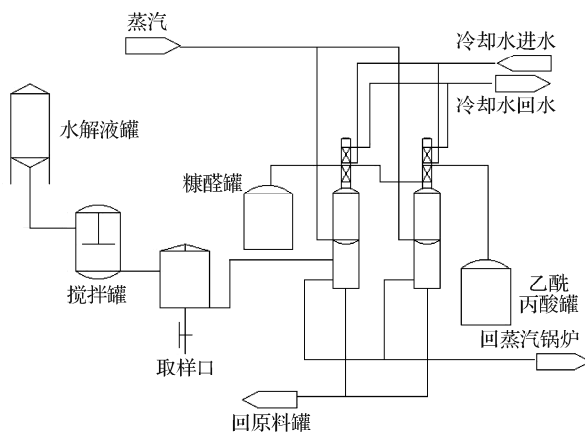 蒸汽
冷却水进水
冷却水回水
水解液罐
糠醛罐
搅拌罐
乙酰
丙酸罐
回蒸汽锅炉
取样口
回原料罐